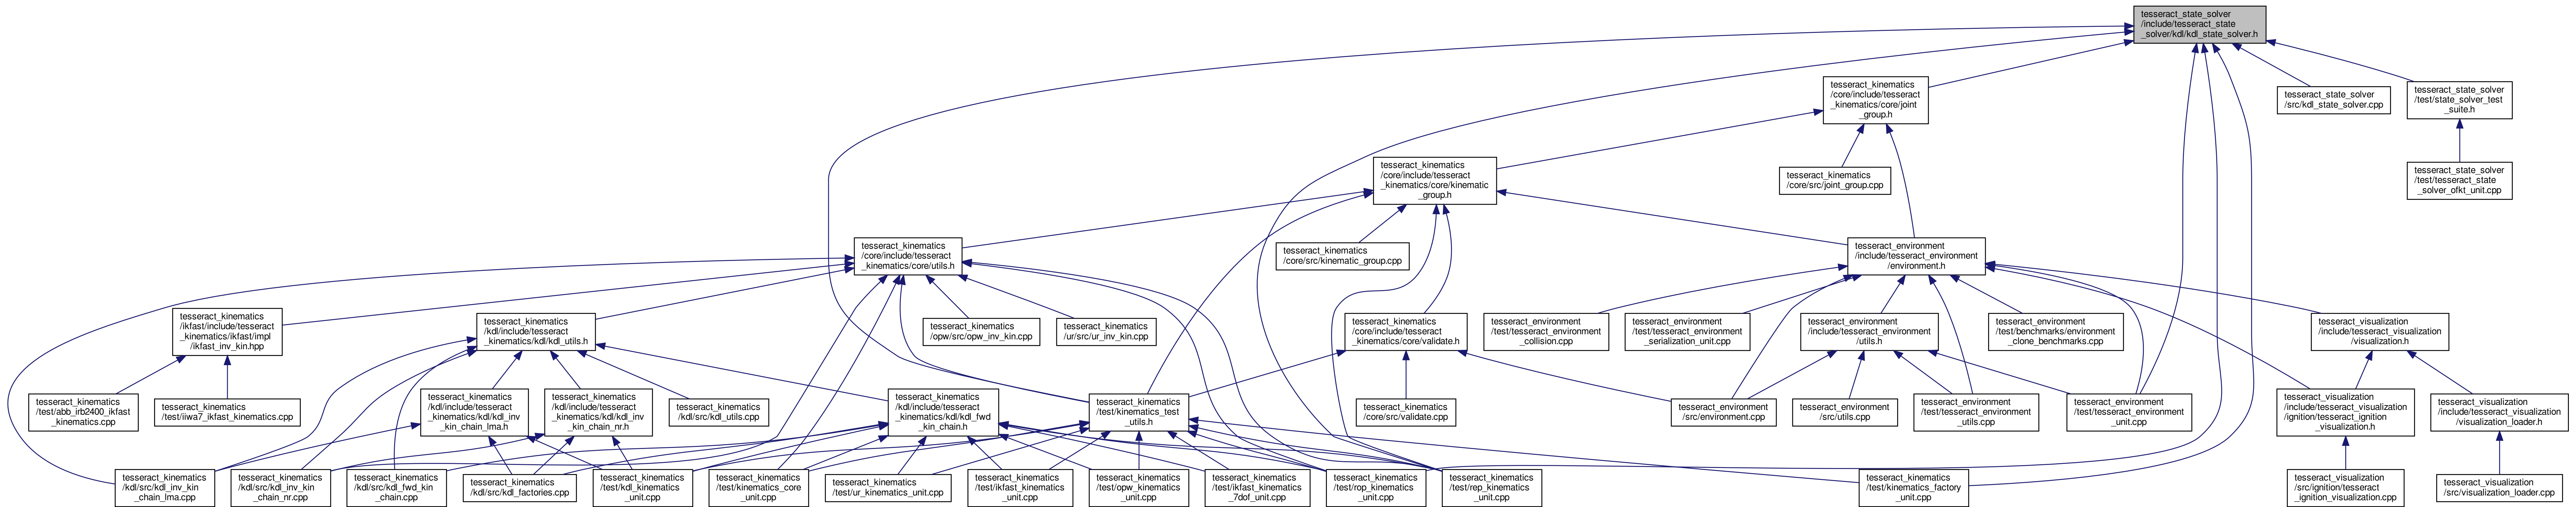 tesseract_state_solver
/include/tesseract_state
_solver/kdl/kdl_state_solver.h
tesseract_kinematics
/core/include/tesseract
_kinematics/core/joint
_group.h
tesseract_state_solver
/src/kdl_state_solver.cpp
tesseract_state_solver
/test/state_solver_test
_suite.h
tesseract_kinematics
/core/include/tesseract
_kinematics/core/kinematic
_group.h
tesseract_kinematics
/core/src/joint_group.cpp
tesseract_state_solver
/test/tesseract_state
_solver_ofkt_unit.cpp
tesseract_kinematics
/core/include/tesseract
_kinematics/core/utils.h
tesseract_kinematics
/core/src/kinematic_group.cpp
tesseract_environment
/include/tesseract_environment
/environment.h
tesseract_kinematics
/ikfast/include/tesseract
_kinematics/ikfast/impl
/ikfast_inv_kin.hpp
tesseract_kinematics
/kdl/include/tesseract
_kinematics/kdl/kdl_utils.h
tesseract_kinematics
/opw/src/opw_inv_kin.cpp
tesseract_kinematics
/ur/src/ur_inv_kin.cpp
tesseract_kinematics
/core/include/tesseract
_kinematics/core/validate.h
tesseract_environment
/test/tesseract_environment
_collision.cpp
tesseract_environment
/test/tesseract_environment
_serialization_unit.cpp
tesseract_environment
/include/tesseract_environment
/utils.h
tesseract_environment
/test/benchmarks/environment
_clone_benchmarks.cpp
tesseract_visualization
/include/tesseract_visualization
/visualization.h
tesseract_kinematics
/test/abb_irb2400_ikfast
_kinematics.cpp
tesseract_kinematics
/test/iiwa7_ikfast_kinematics.cpp
tesseract_kinematics
/kdl/include/tesseract
_kinematics/kdl/kdl_inv
_kin_chain_lma.h
tesseract_kinematics
/kdl/include/tesseract
_kinematics/kdl/kdl_inv
_kin_chain_nr.h
tesseract_kinematics
/kdl/src/kdl_utils.cpp
tesseract_kinematics
/kdl/include/tesseract
_kinematics/kdl/kdl_fwd
_kin_chain.h
tesseract_kinematics
/test/kinematics_test
_utils.h
tesseract_kinematics
/core/src/validate.cpp
tesseract_environment
/src/environment.cpp
tesseract_environment
/src/utils.cpp
tesseract_environment
/test/tesseract_environment
_utils.cpp
tesseract_environment
/test/tesseract_environment
_unit.cpp
tesseract_visualization
/include/tesseract_visualization
/ignition/tesseract_ignition
_visualization.h
tesseract_visualization
/include/tesseract_visualization
/visualization_loader.h
tesseract_kinematics
/kdl/src/kdl_inv_kin
_chain_lma.cpp
tesseract_kinematics
/kdl/src/kdl_inv_kin
_chain_nr.cpp
tesseract_kinematics
/kdl/src/kdl_fwd_kin
_chain.cpp
tesseract_kinematics
/kdl/src/kdl_factories.cpp
tesseract_kinematics
/test/kdl_kinematics
_unit.cpp
tesseract_kinematics
/test/kinematics_core
_unit.cpp
tesseract_kinematics
/test/ur_kinematics_unit.cpp
tesseract_kinematics
/test/ikfast_kinematics
_unit.cpp
tesseract_kinematics
/test/opw_kinematics
_unit.cpp
tesseract_kinematics
/test/ikfast_kinematics
_7dof_unit.cpp
tesseract_kinematics
/test/rop_kinematics
_unit.cpp
tesseract_kinematics
/test/rep_kinematics
_unit.cpp
tesseract_kinematics
/test/kinematics_factory
_unit.cpp
tesseract_visualization
/src/ignition/tesseract
_ignition_visualization.cpp
tesseract_visualization
/src/visualization_loader.cpp